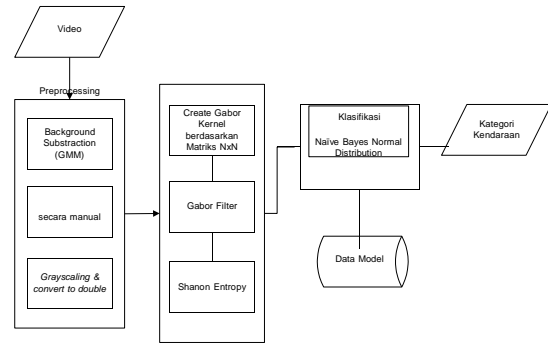 Video
Preprocessing
Background
Substraction
(GMM)
secara manual
Grayscaling &
convert to double
Create Gabor
Kernel
berdasarkan
Matriks NxN
Gabor Filter
Shanon Entropy
Klasifikasi
Naïve Bayes Normal
Distribution
Data Model
Kategori
Kendaraan